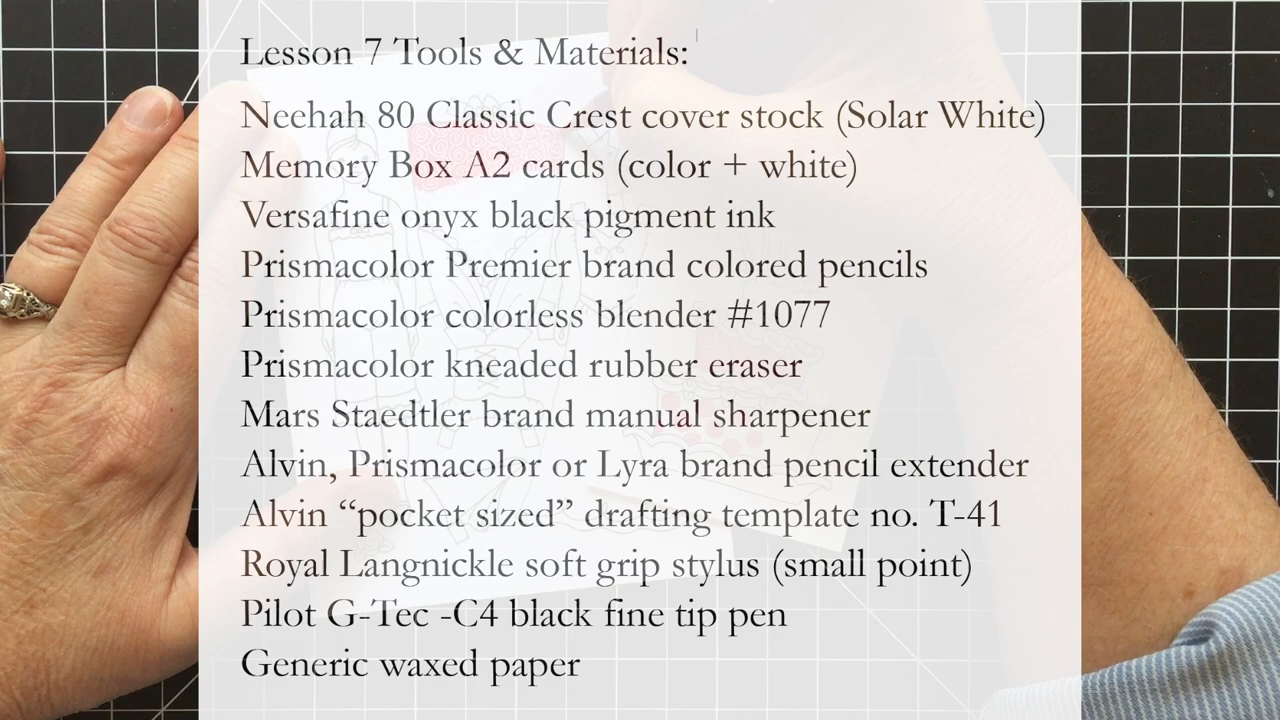 Lesson 7 Tools & Materials:
Neehah 80 Classic Crest cover stock (Solar White)
Memory Box A2 cards (color + white)
Versafine onyx black pigment ink
Prismacolor Premier brand colored pencils
Prismacolor colorless blender #1077
Prismacolor kneaded rubber eraser
Mars Staedtler brand manual sharpener
Alvin, Prismacolor or Lyra brand pencil extender
Alvin “pocket sized” drafting template no. T-41
Royal Langnickle soft grip stylus (small point)
Pilot G-Tec -C4 black fine tip pen
Generic waxed paper